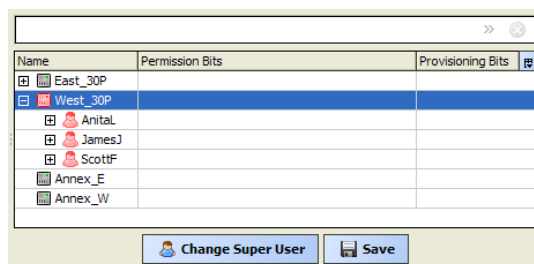 Name Permission Bits Provisioning Bits
East_30P
West_30P
AnitaL
JamesJ
ScottF
Annex_E
Annex_W
Change Super User Save